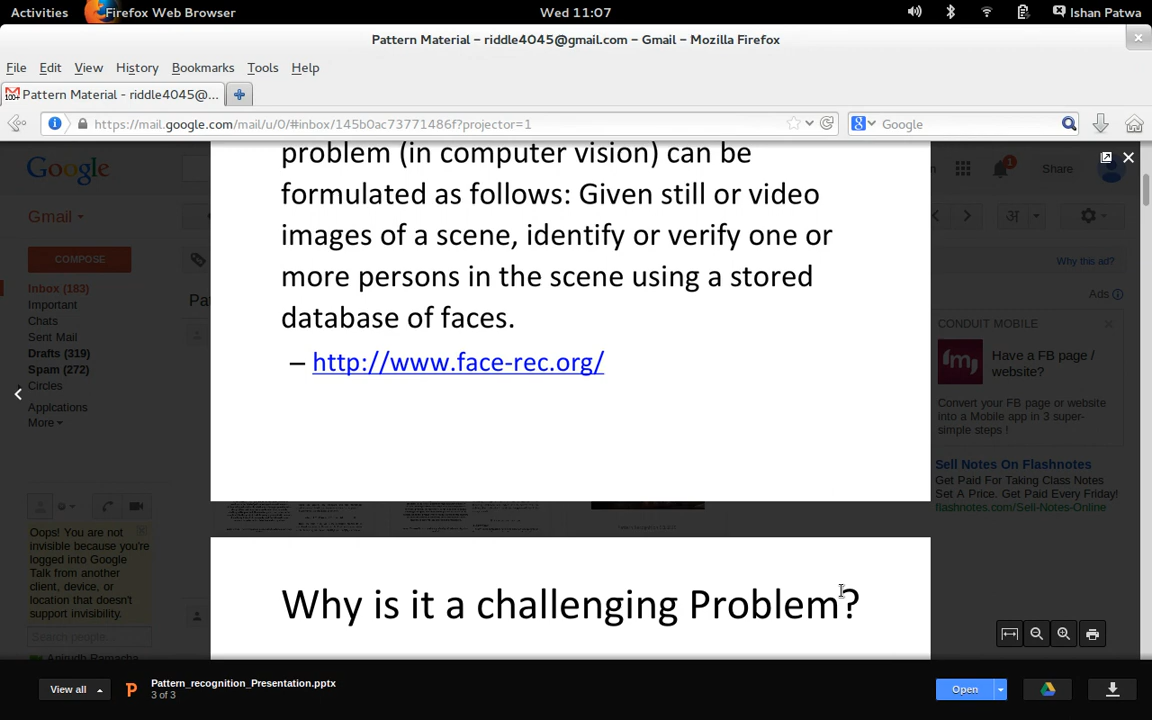 Activities Firefox Web Browser Wed 11:07 Ishan Patwa
Pattern Material – riddle4045@gmail.com – Gmail – Mozilla Firefox
File Edit View History Bookmarks Tools Help
100+ Pattern Material - riddle4045@...
https://mail.google.com/mail/u/0/#inbox/145b0ac73771486f?projector=1 Google
problem (in computer vision) can be
formulated as follows: Given still or video
images of a scene, identify or verify one or
more persons in the scene using a stored
database of faces.
– http://www.face-rec.org/
Why is it a challenging Problem?
Google
1 Share
Gmail
अ
COMPOSE
Inbox (183)
Important
Chats
Sent Mail
Drafts (319)
Spam (272)
Circles
Applications
More
Oops! You are not
invisible because you're
logged into Google
Talk from another
client, device, or
location that doesn't
support invisibility.
Search people...
Anirudh Ramacha
Why this ad?
Ads
CONDUIT MOBILE
Have a FB page /
website?
Convert your FB page or website
into a Mobile app in 3 super-
simple steps !
Sell Notes On Flashnotes
Get Paid For Taking Class Notes
Set A Price. Get Paid Every Friday!
flashnotes.com/Sell-Notes-Online
View all Pattern_recognition_Presentation.pptx
3 of 3
Open